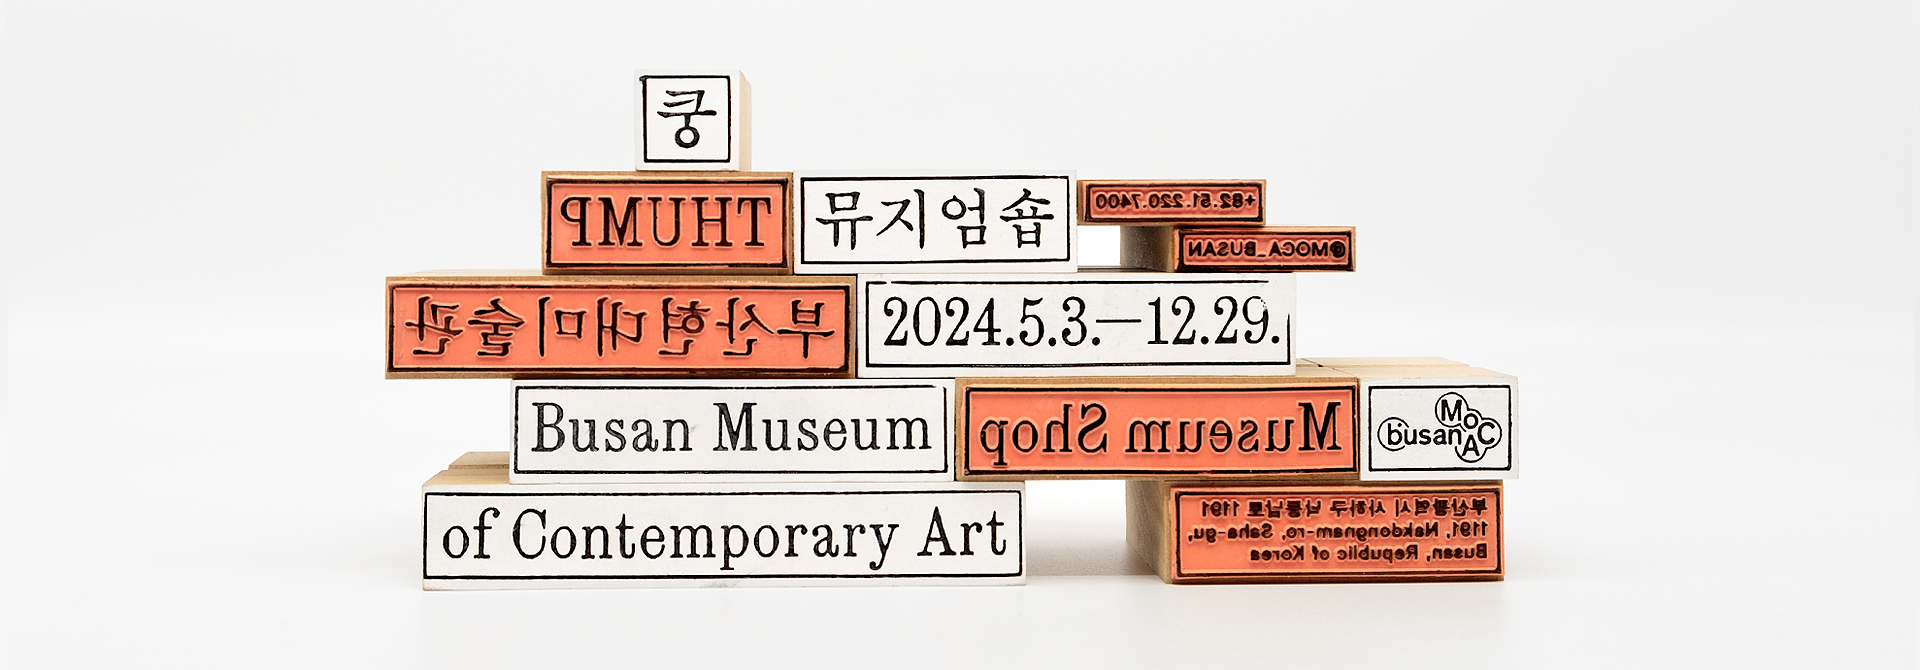 쿵
THUMP
뮤지엄숍
+82.51.220.7400
@MOCA_BUSAN
부산현대미술관
2024.5.3.—12.29.
Busan Museum
Museum Shop
busan MoCA
of Contemporary Art
부산광역시 사하구 낙동남로 1191
1191, Nakdongnam-ro, Saha-gu,
Busan, Republic of Korea